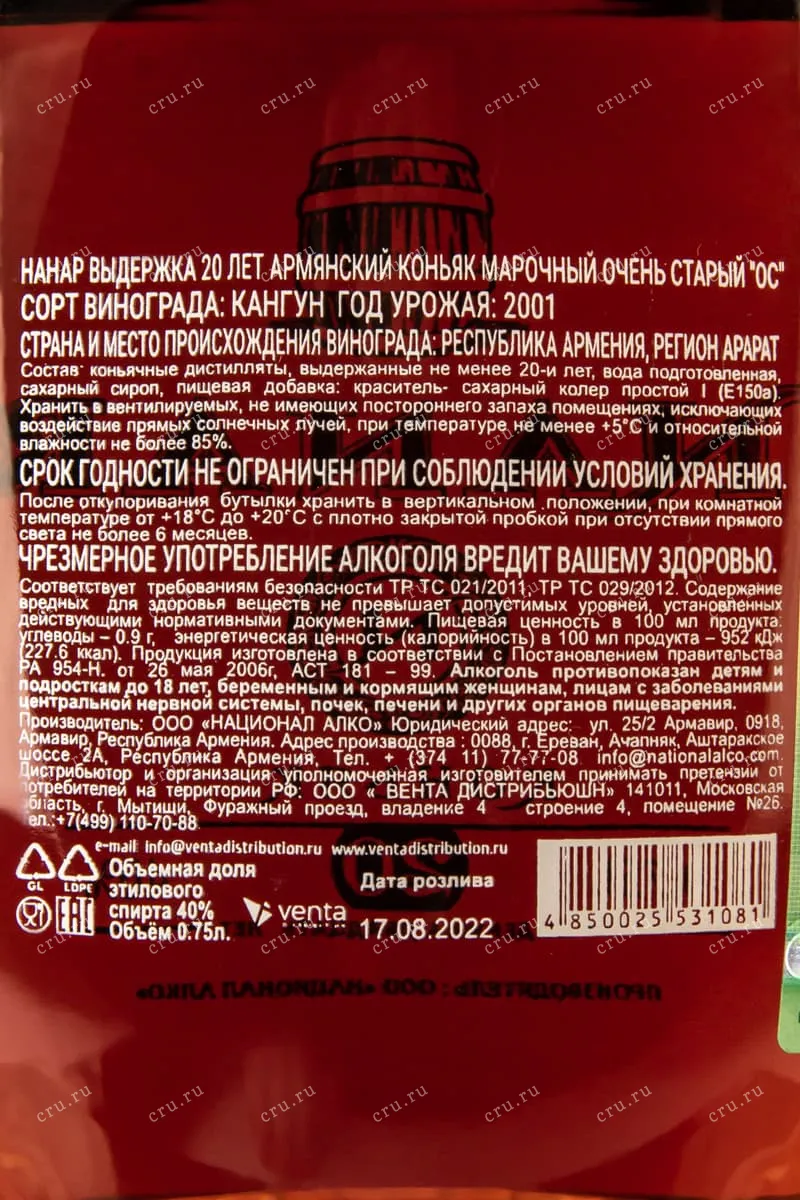 НАНАР ВЫДЕРЖКА 20 ЛЕТ АРМЯНСКИЙ КОНЬЯК МАРОЧНЫЙ ОЧЕНЬ СТАРЫЙ "ОС"
СОРТ ВИНОГРАДА: КАНГУН ГОД УРОЖАЯ: 2001
СТРАНА И МЕСТО ПРОИСХОЖДЕНИЯ ВИНОГРАДА: РЕСПУБЛИКА АРМЕНИЯ, РЕГИОН АРАРАТ
Состав: коньячные дистилляты, выдержанные не менее 20-и лет, вода подготовленная,
сахарный сироп, пищевая добавка: краситель- сахарный колер простой I (E150a).
Хранить в вентилируемых, не имеющих постороннего запаха помещениях, исключающих
воздействие прямых солнечных лучей, при температуре не менее +5°С и относительной
влажности не более 85%.
СРОК ГОДНОСТИ НЕ ОГРАНИЧЕН ПРИ СОБЛЮДЕНИИ УСЛОВИЙ ХРАНЕНИЯ.
После откупоривания бутылки хранить в вертикальном .положении, при комнатной
температуре от +18°С до +20°С с плотно закрытой пробкой при отсутствии прямого
света не более 6 месяцев.
ЧРЕЗМЕРНОЕ УПОТРЕБЛЕНИЕ АЛКОГОЛЯ ВРЕДИТ ВАШЕМУ ЗДОРОВЬЮ.
Соответствует требованиям безопасности ТР ТС 021/2011, ТР ТС 029/2012. Содержание
вредных для здоровья веществ не превышает допустимых уровней, установленных
действующими нормативными документами. Пищевая ценность в 100 мл продукта:
углеводы – 0.9 г, энергетическая ценность (калорийность) в 100 мл продукта – 952 кДж
(227.6 ккал). Продукция изготовлена в соответствии с Постановлением правительства
РА 954-Н. от 26 мая 2006г, АСТ 181 – 99. Алкоголь противопоказан детям и
подросткам до 18 лет, беременным и кормящим женщинам, лицам с заболеваниями
центральной нервной системы, почек, печени и других органов пищеварения.
Производитель: ООО «НАЦИОНАЛ АЛКО» Юридический адрес: ул. 25/2 Армавир, 0918,
Армавир, Республика Армения. Адрес производства : 0088, г. Ереван, Ачапняк, Аштаракское
шоссе 2А, Республика Армения, Тел. + (374 11) 77-77-08 info@nationalalco.com.
Дистрибьютор и организация уполномоченная изготовителем принимать претензии от
потребителей на территории РФ: ООО « ВЕНТА ДИСТРИБЬЮШН» 141011, Московская
область, г. Мытищи, Фуражный проезд, владение 4 строение 4, помещение №26.
Тел.:+7(499) 110-70-88
e-mail: info@ventadistribution.ru www.ventadistribution.ru
GL LDPE
Объемная доля
этилового
спирта 40%
Объём 0.75л.
EAC
venta
Дата розлива
17.08.2022
4 850025 531081
ПРОИЗВОДИТЕЛЬ: ООО «НАЦИОНАЛ АЛКО»
cru.ru